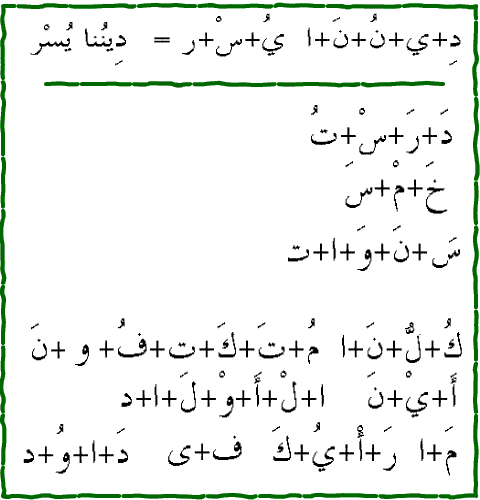 دِ+ي+نُ+نَ+ا يُ+سْ+ر = دِينُنا يُسْر
دَ+رَ+سْ+تُ
خَ+مْ+سَ
سَ+نَ+وَ+ا+ت
كُ+لُّ+نَ+ا مُ+تَ+كَ+ت+فُ+ و +نَ
أَ+يْ+نَ ا+لْ+أَ+وْ+لَ+ا+د
مَ+ا رَ+أْ+يُ+كَ ف+ى دَ+ا+وُ+د